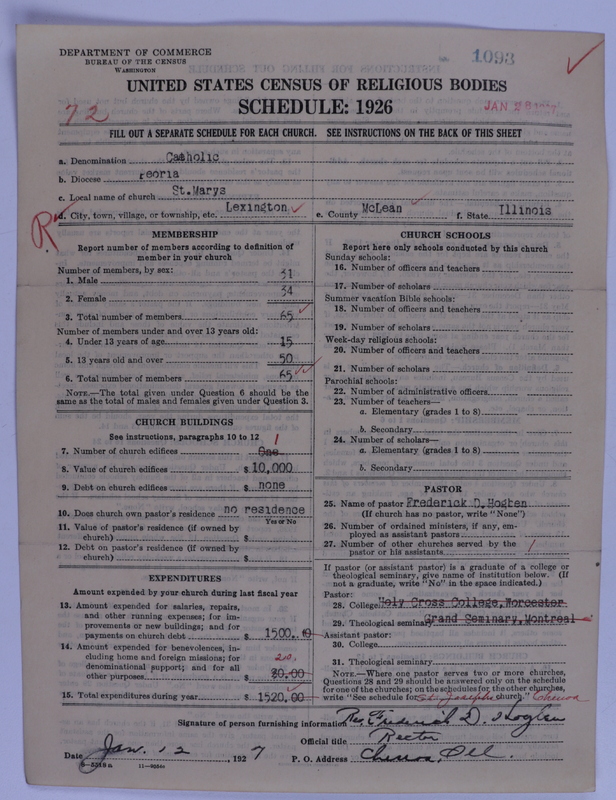 DEPARTMENT OF COMMERCE
BUREAU OF THE CENSUS
WASHINGTON
No. 1093
UNITED STATES CENSUS OF RELIGIOUS BODIES
SCHEDULE: 1926
72
JAN 28 1927
FILL OUT A SEPARATE SCHEDULE FOR EACH CHURCH. SEE INSTRUCTIONS ON THE BACK OF THIS SHEET
a. Denomination Catholic
b. Diocese Peoria
c. Local name of church St.Marys
R
d. City, town, village, or township, etc. Lexington e. County McLean f. State Illinois
MEMBERSHIP
Report number of members according to definition of
member in your church
Number of members, by sex:
1. Male 31
2. Female 34
3. Total number of members 65
Number of members under and over 13 years old:
4. Under 13 years of age 15
5. 13 years old and over 50
6. Total number of members 65
NOTE.—The total given under Question 6 should be
same as the total of males and females given under Question 3.
CHURCH BUILDINGS
See instructions, paragraphs 10 to 12
7. Number of church edifices One 1
8. Value of church edifices $ 10,000
9. Debt on church edifices $ none
10. Does church own pastor's residence no residence
Yes or No
11. Value of pastor's residence (if owned by
church) $
12. Debt on pastor's residence (if owned by
church) $
EXPENDITURES
Amount expended by your church during last fiscal year
13. Amount expended for salaries, repairs,
and other running expenses; for im-
provements or new buildings; and for
payments on church debt $ 1500.
14. Amount expended for benevolences, in-
cluding home and foreign missions; for
denominational support; and for all
other purposes $ 20.00
20.
15. Total expenditures during year $ 1520.00
CHURCH SCHOOLS
Report here only schools conducted by this church
Sunday schools:
16. Number of officers and teachers
17. Number of scholars
Summer vacation Bible schools:
18. Number of officers and teachers
19. Number of scholars
Week-day religious schools:
20. Number of officers and teachers
21. Number of scholars
Parochial schools:
22. Number of administrative officers
23. Number of teachers—
a. Elementary (grades 1 to 8)
b. Secondary
24. Number of scholars—
a. Elementary (grades 1 to 8)
b. Secondary
PASTOR
25. Name of pastor Frederick D.Hogten
(If church has no pastor, write "None")
26. Number of ordained ministers, if any, em-
ployed as assistant pastors
27. Number of other churches served by the
pastor or his assistants 1
If pastor (or assistant pastor) is a graduate of a college or
theological seminary, give name of institution below. (If
not a graduate, write "No" in the space indicated.)
Pastor:
28. College Holy Cross College,Worcester
29. Theological seminary Grand Seminary,Montreal
Assistant pastor:
30. College
31. Theological seminary
NOTE.—Where one pastor serves two or more churches,
Questions 28 and 29 should be answered only on the schedule
for one of the churches; on the schedules for the other churches,
write "See schedule for St. Josephs church." Chenoa
Signature of person furnishing information Rev. Frederick D. Hoglen
Official title Rector
Date Jan. 12, 1927 P. O. Address Chenoa, Ill.